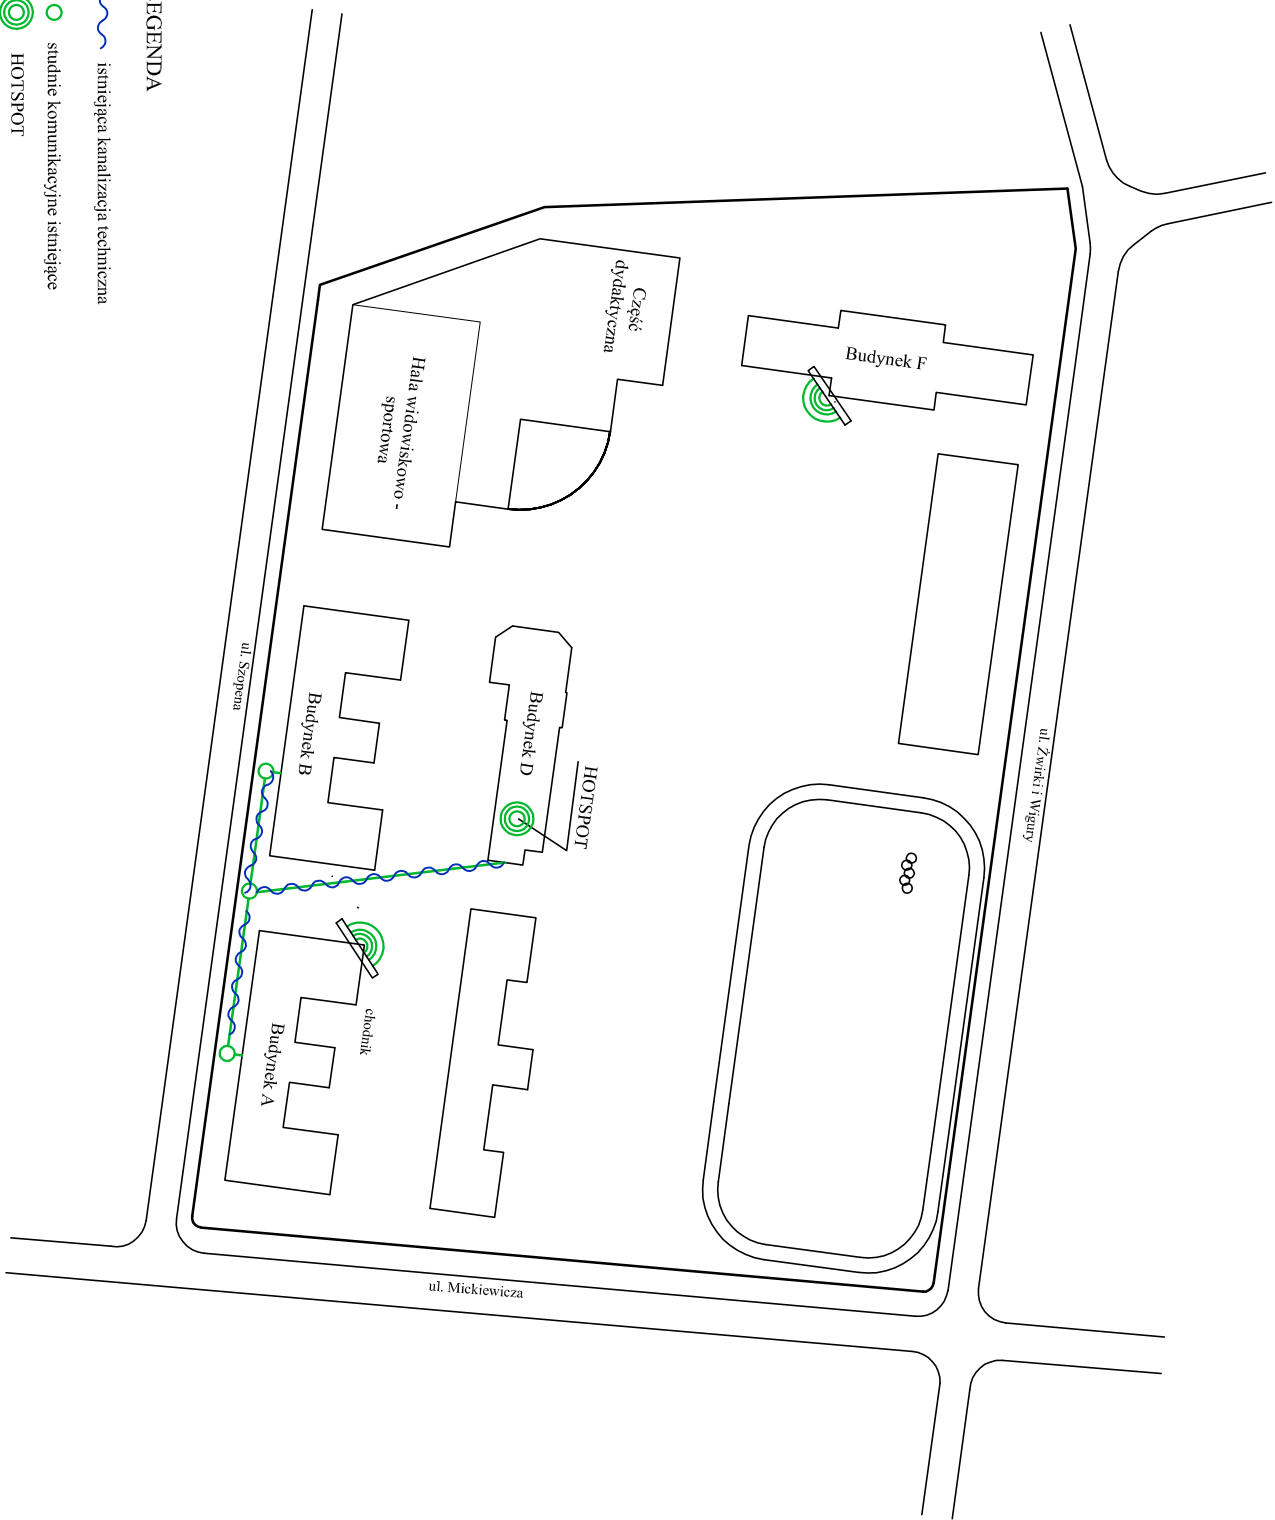 EGENDA
istniejąca kanalizacja techniczna
studnie komunikacyjne istniejące
HOTSPOT
Część
dydaktyczna
Budynek F
Hala widowiskowo -
sportowa
ul. Szopena
Budynek B
Budynek D
HOTSPOT
ul. Żwirki i Wigury
chodnik
Budynek A
ul. Mickiewicza